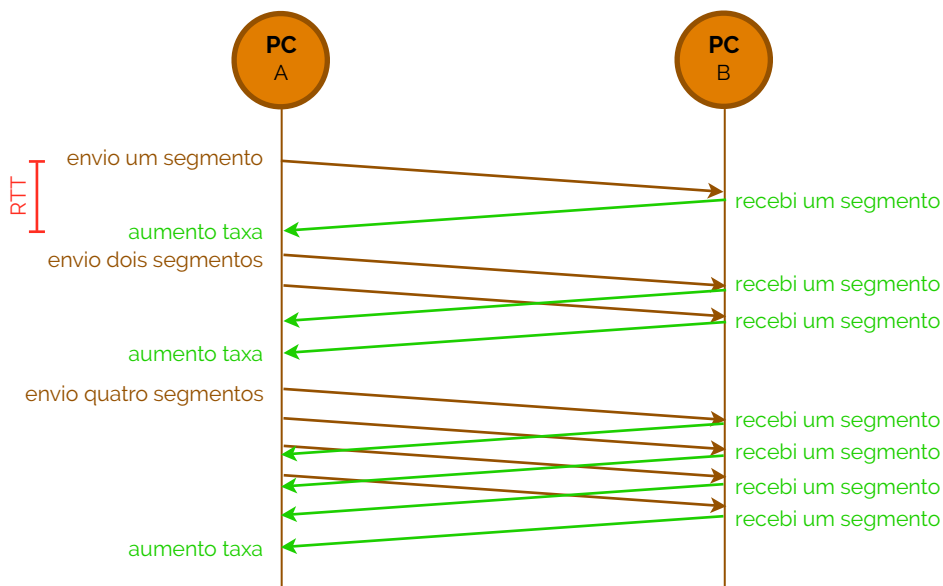 PC
A
PC
B
envio um segmento
RTT
recebi um segmento
aumento taxa
envio dois segmentos
recebi um segmento
recebi um segmento
aumento taxa
envio quatro segmentos
recebi um segmento
recebi um segmento
recebi um segmento
recebi um segmento
aumento taxa